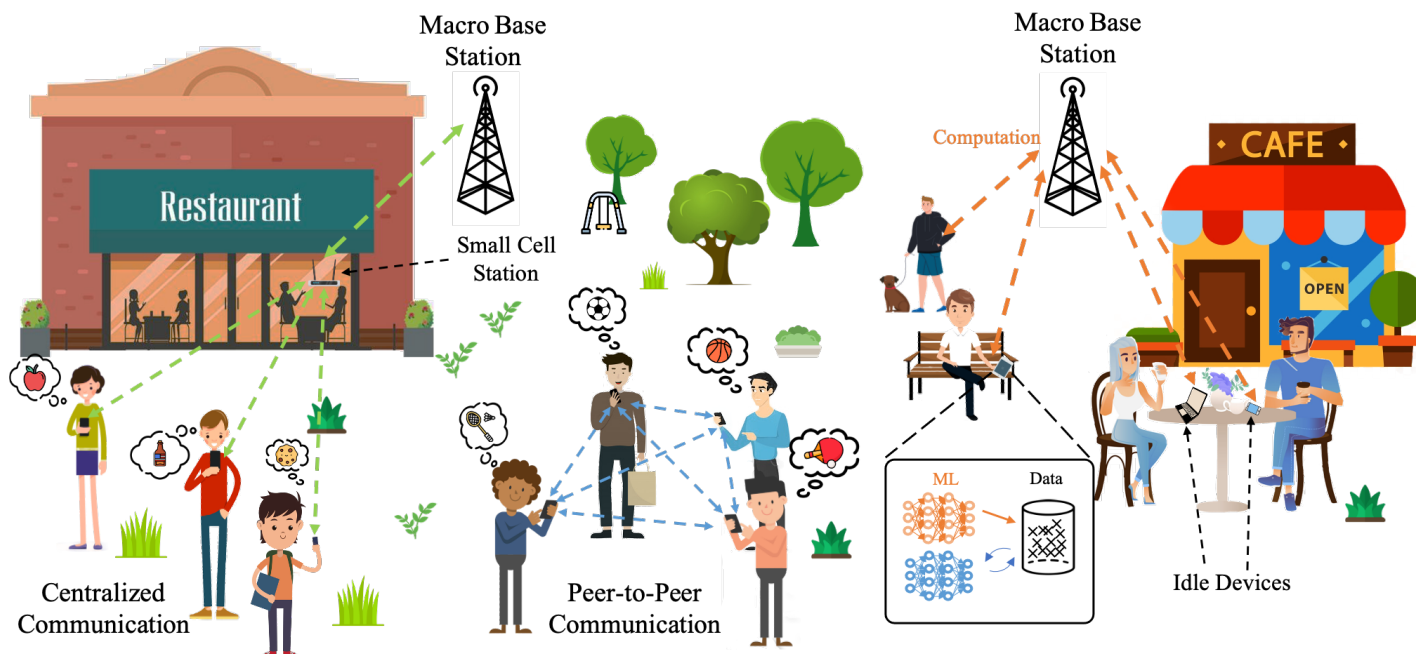 Macro Base
Station
Restaurant
Small Cell
Station
Centralized
Communication
Peer-to-Peer
Communication
Macro Base
Station
Computation
CAFE
OPEN
ML
Data
Idle Devices